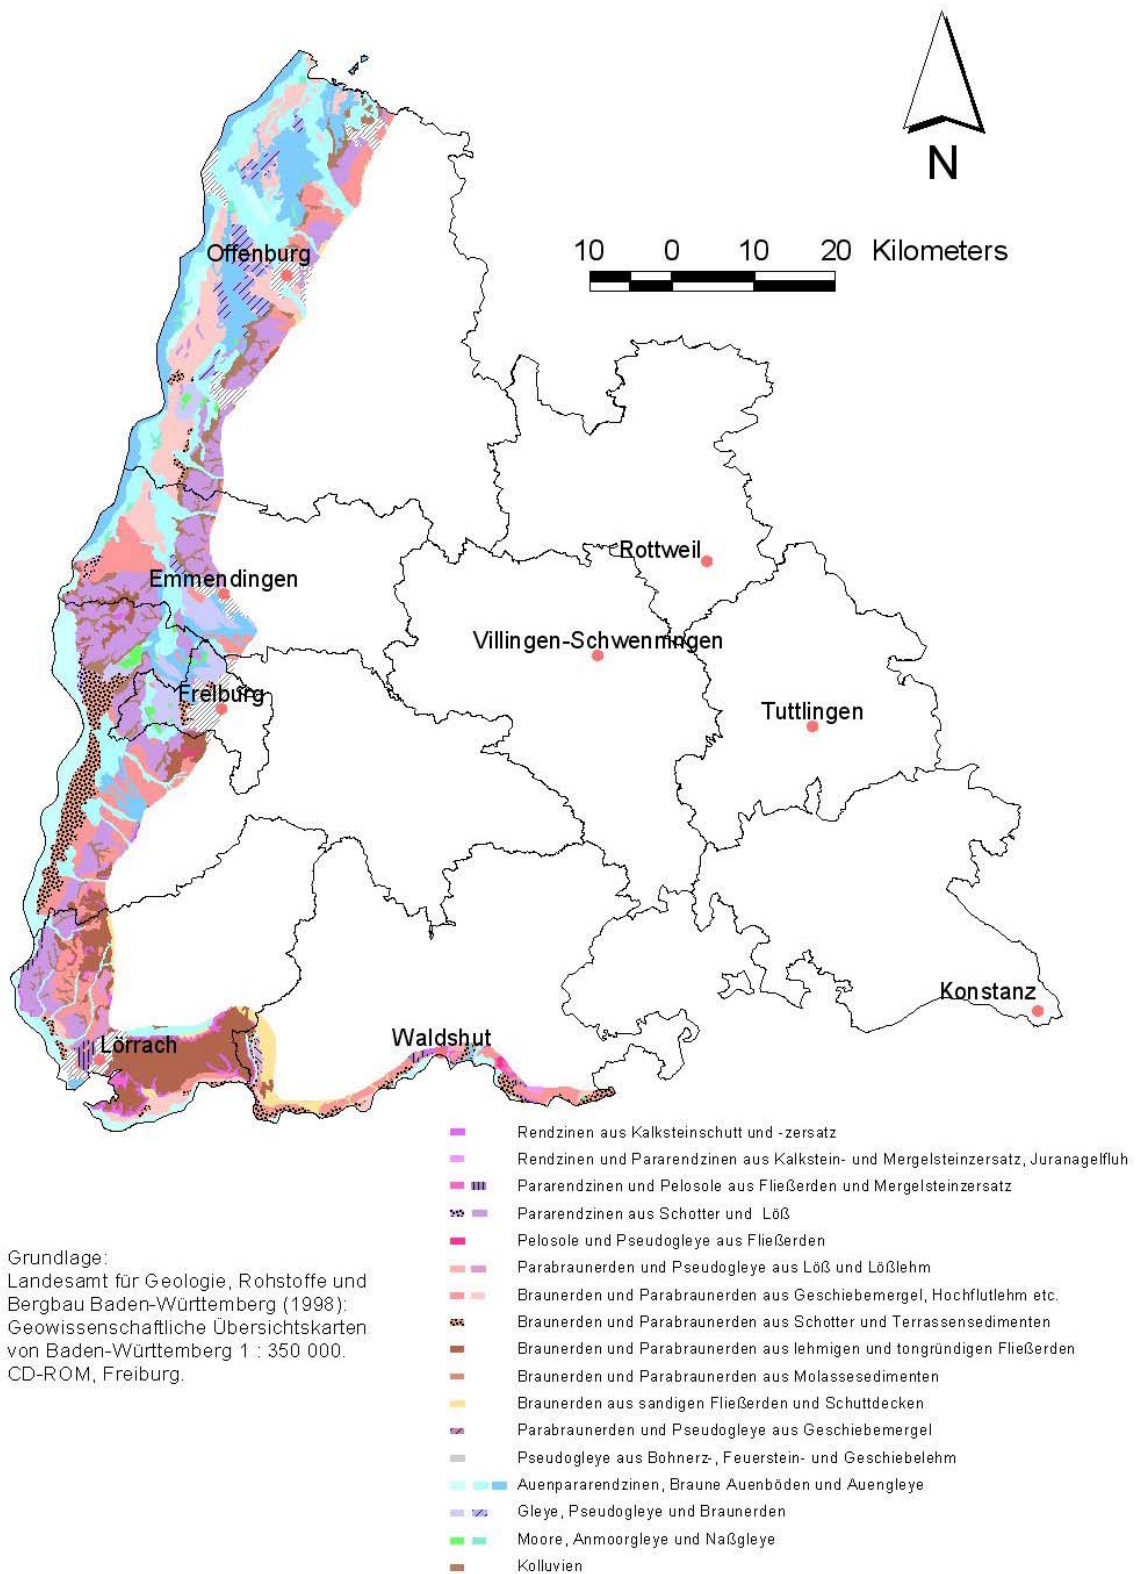 N
10 0 10 20 Kilometers
Offenburg
Rottweil
Emmendingen
Villingen-Schwenningen
Freiburg
Tuttlingen
Konstanz
Waldshut
Lörrach
Rendzinen aus Kalksteinschutt und -zersatz
Rendzinen und Pararendzinen aus Kalkstein- und Mergelsteinzersatz, Juranagelfluh
Pararendzinen und Pelosole aus Fließerden und Mergelsteinzersatz
Pararendzinen aus Schotter und Löß
Pelosole und Pseudogleye aus Fließerden
Parabraunerden und Pseudogleye aus Löß und Lößlehm
Braunerden und Parabraunerden aus Geschiebemergel, Hochflutlehm etc.
Braunerden und Parabraunerden aus Schotter und Terrassensedimenten
Braunerden und Parabraunerden aus lehmigen und tongründigen Fließerden
Braunerden und Parabraunerden aus Molassesedimenten
Braunerden aus sandigen Fließerden und Schuttdecken
Parabraunerden und Pseudogleye aus Geschiebemergel
Pseudogleye aus Bohnerz-, Feuerstein- und Geschiebelehm
Auenpararendzinen, Braune Auenböden und Auengleye
Gleye, Pseudogleye und Braunerden
Moore, Anmoorgleye und Naßgleye
Kolluvien
Grundlage:
Landesamt für Geologie, Rohstoffe und
Bergbau Baden-Württemberg (1998):
Geowissenschaftliche Übersichtskarten
von Baden-Württemberg 1 : 350 000.
CD-ROM, Freiburg.